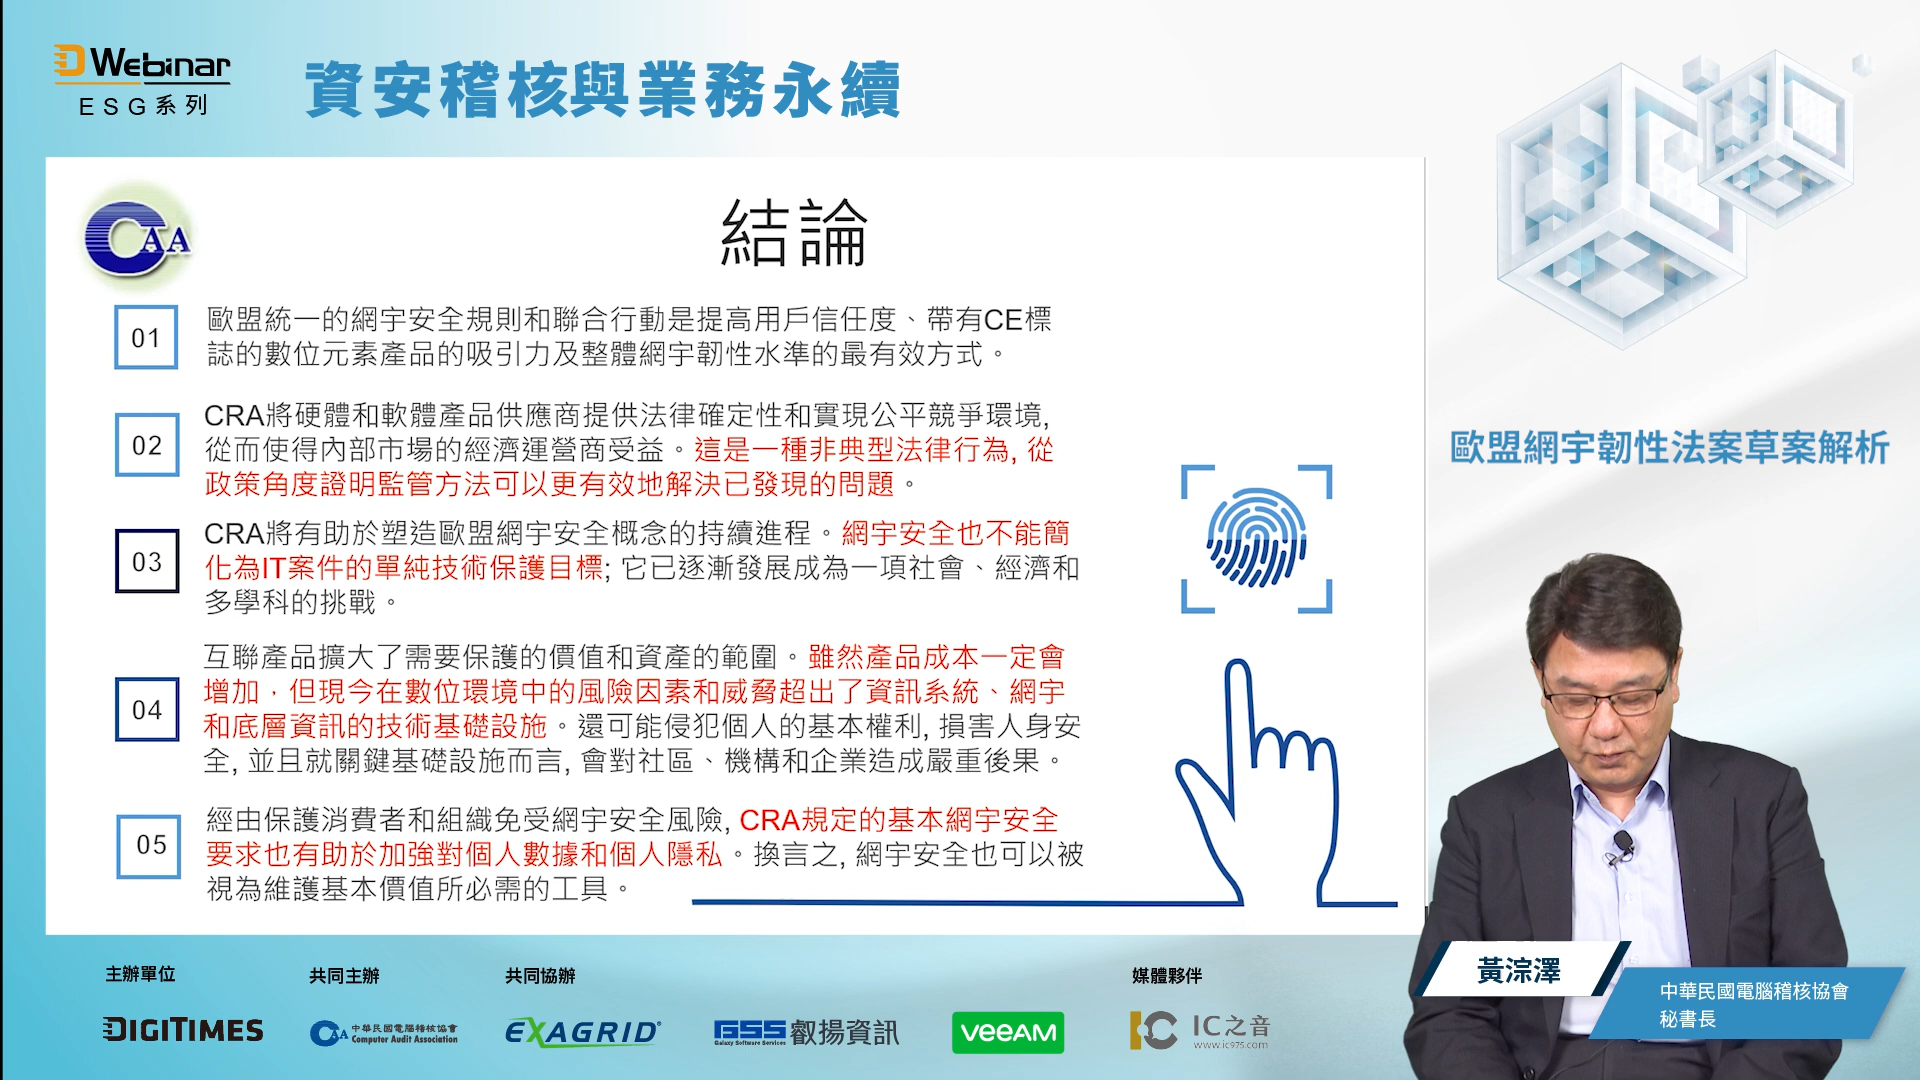 D Webinar
ESG系列
資安稽核與業務永續
CAA
結論
01
歐盟統一的網宇安全規則和聯合行動是提高用戶信任度、帶有CE標
誌的數位元素產品的吸引力及整體網宇韌性水準的最有效方式。
02
CRA將硬體和軟體產品供應商提供法律確定性和實現公平競爭環境,
從而使得內部市場的經濟運營商受益。這是一種非典型法律行為, 從
政策角度證明監管方法可以更有效地解決已發現的問題。
03
CRA將有助於塑造歐盟網宇安全概念的持續進程。網宇安全也不能簡
化為IT案件的單純技術保護目標; 它已逐漸發展成為一項社會、經濟和
多學科的挑戰。
04
互聯產品擴大了需要保護的價值和資產的範圍。雖然產品成本一定會
增加，但現今在數位環境中的風險因素和威脅超出了資訊系統、網宇
和底層資訊的技術基礎設施。還可能侵犯個人的基本權利, 損害人身安
全, 並且就關鍵基礎設施而言, 會對社區、機構和企業造成嚴重後果。
05
經由保護消費者和組織免受網宇安全風險, CRA規定的基本網宇安全
要求也有助於加強對個人數據和個人隱私。換言之, 網宇安全也可以被
視為維護基本價值所必需的工具。
歐盟網宇韌性法案草案解析
黃淙澤
中華民國電腦稽核協會
秘書長
主辦單位
共同主辦
共同協辦
媒體夥伴
DIGITIMES
CAA 中華民國電腦稽核協會
Computer Audit Association
EXAGRID®
GSS 叡揚資訊
Galaxy Software Services
veeAM
IC IC之音
www.ic975.com